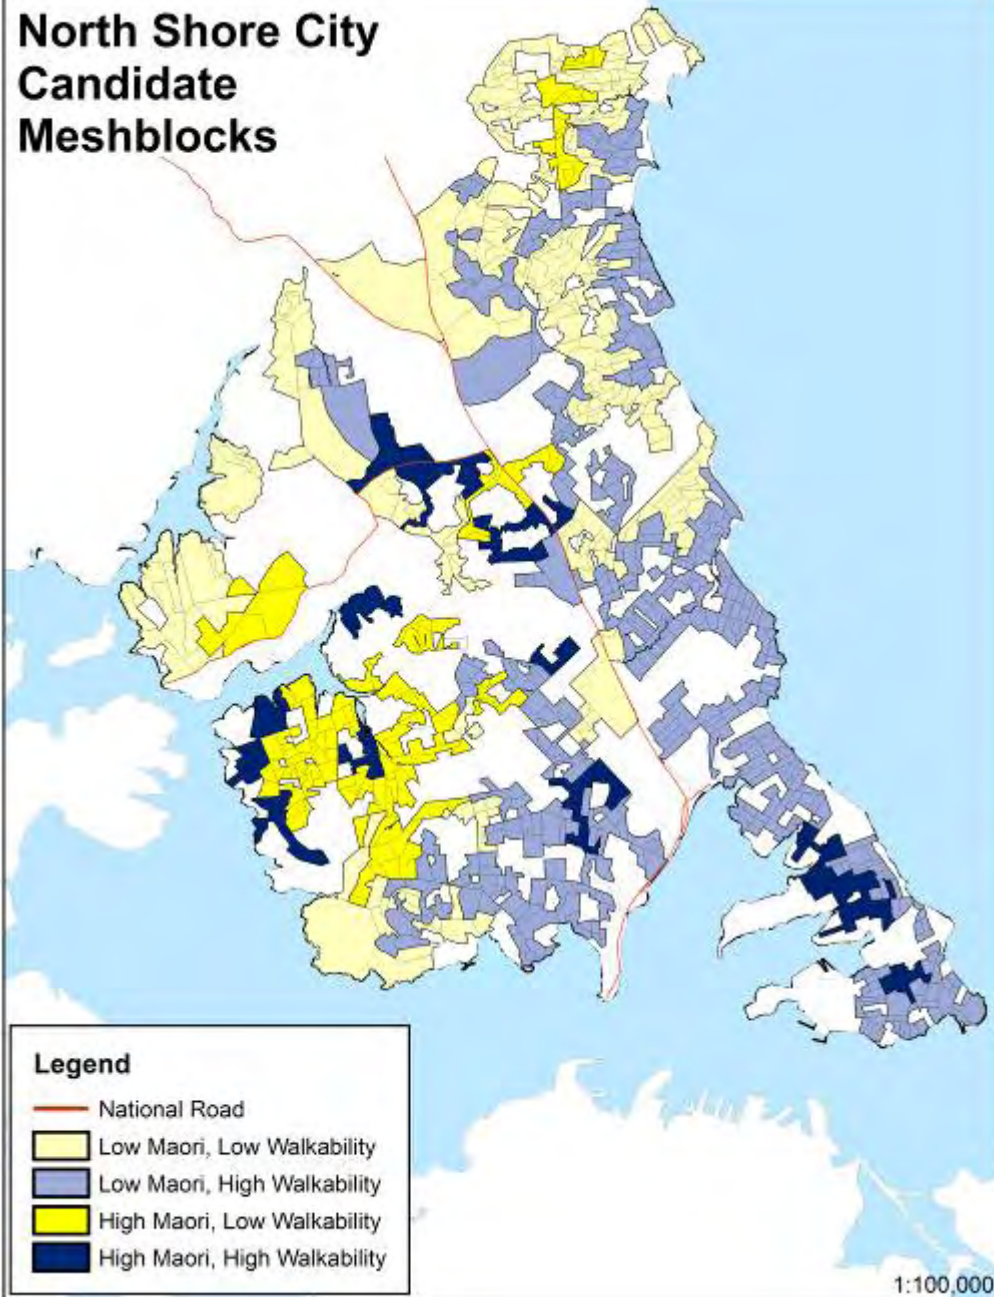 North Shore City
Candidate
Meshblocks
Legend
National Road
Low Maori, Low Walkability
Low Maori, High Walkability
High Maori, Low Walkability
High Maori, High Walkability
1:100,000